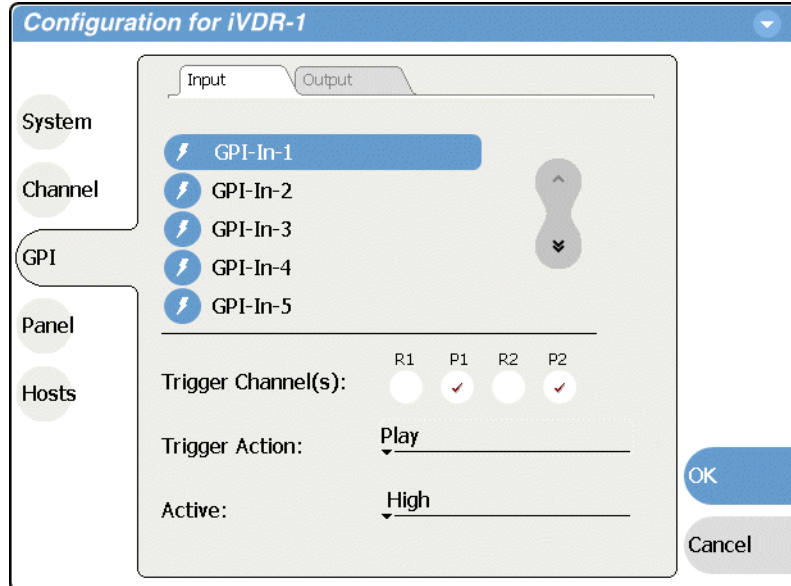 Configuration for iVDR-1
Input Output
System
Channel
GPI
Panel
Hosts
GPI-In-1
GPI-In-2
GPI-In-3
GPI-In-4
GPI-In-5
R1 P1 R2 P2
Trigger Channel(s):
Trigger Action: Play
Active: High
OK
Cancel